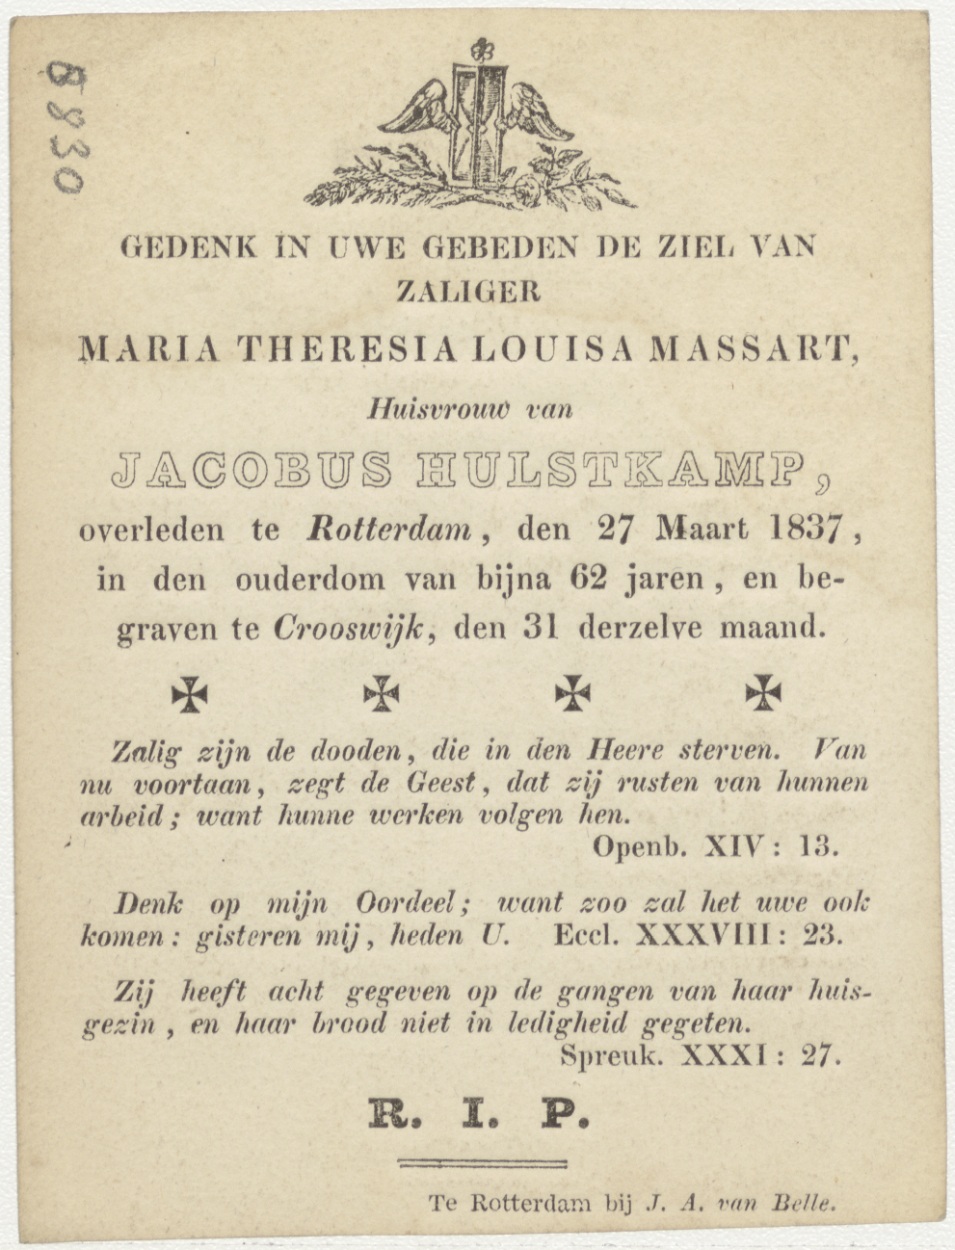 8830
GEDENK IN UWE GEBEDEN DE ZIEL VAN
ZALIGER
MARIA THERESIA LOUISA MASSART,
Huisvrouw van
JACOBUS HULSTKAMP,
overleden te Rotterdam, den 27 Maart 1837,
in den ouderdom van bijna 62 jaren, en be-
graven te Crooswijk, den 31 derzelve maand.
Zalig zijn de dooden, die in den Heere sterven. Van
nu voortaan, zegt de Geest, dat zij rusten van hunnen
arbeid; want hunne werken volgen hen.
Openb. XIV: 13.
Denk op mijn Oordeel; want zoo zal het uwe ook
komen: gisteren mij, heden U. Eccl. XXXVIII: 23.
Zij heeft acht gegeven op de gangen van haar huis-
gezin, en haar brood niet in ledigheid gegeten.
Spreuk. XXXI: 27.
R. I. P.
Te Rotterdam bij J. A. van Belle.